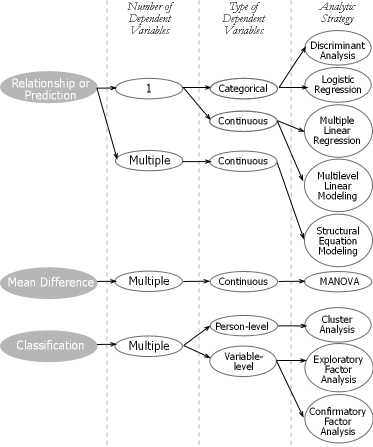 Number of
Dependent
Variables
Type of
Dependent
Variables
Analytic
Strategy
Relationship or
Prediction
1
Categorical
Discriminant
Analysis
Logistic
Regression
Continuous
Multiple
Linear
Regression
Multiple
Continuous
Multilevel
Linear
Modeling
Structural
Equation
Modeling
Mean Difference
Multiple
Continuous
MANOVA
Classification
Multiple
Person-level
Cluster
Analysis
Variable-
level
Exploratory
Factor
Analysis
Confirmatory
Factor Analysis